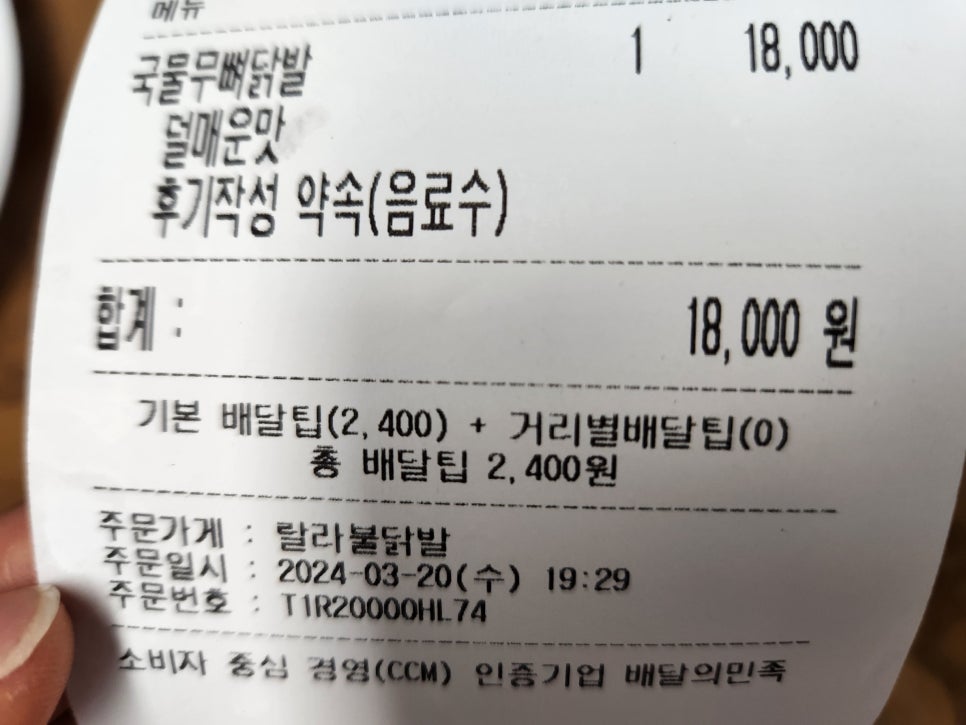 메뉴
국물무뼈닭발 1 18,000
덜매운맛
후기작성 약속(음료수)
합계 : 18,000 원
기본 배달팁(2,400) + 거리별배달팁(0)
총 배달팁 2,400원
주문가게 : 랄라불닭발
주문일시 : 2024-03-20(수) 19:29
주문번호 : T1R20000HL74
소비자 중심 경영(CCM) 인증기업 배달의민족